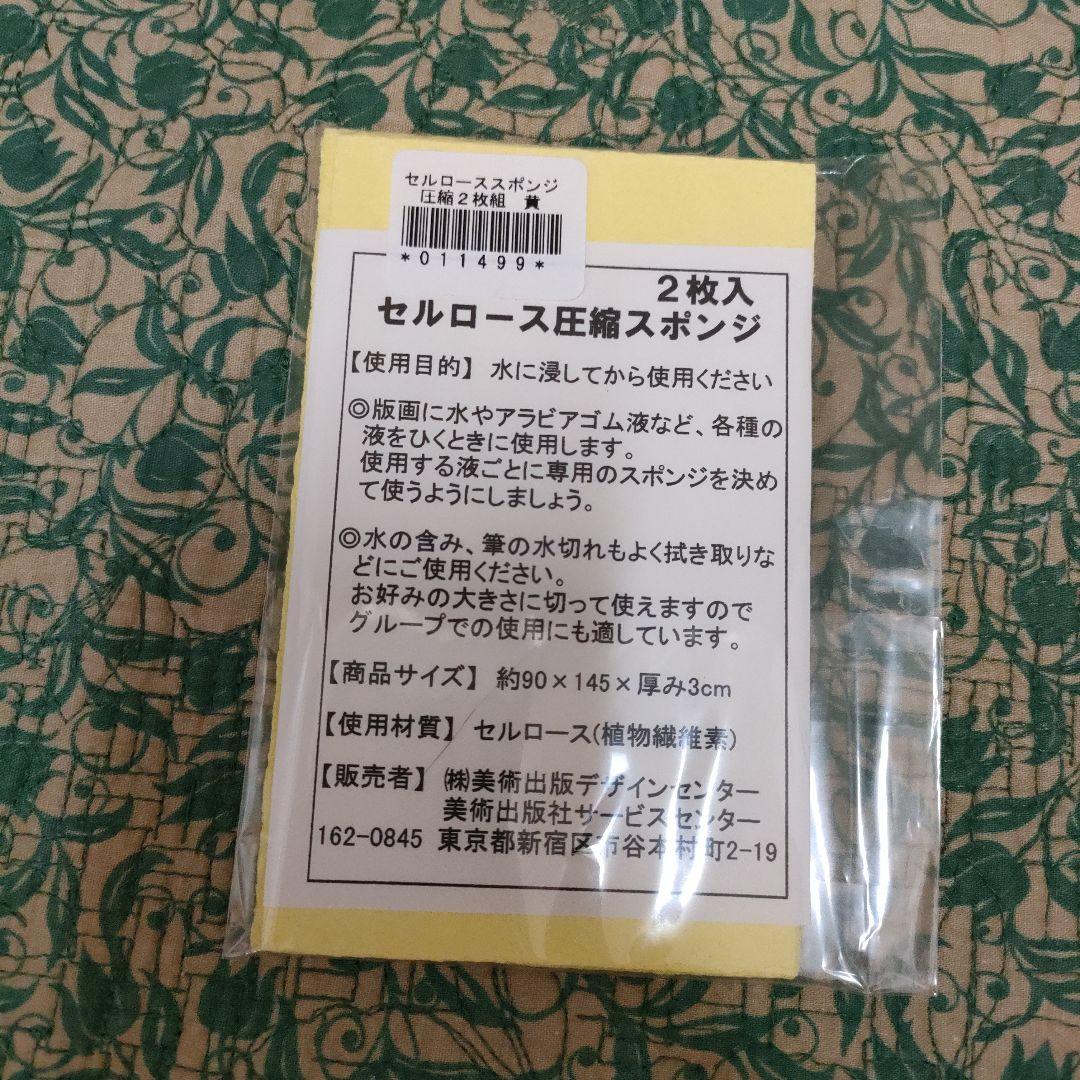 セルローススポンジ
圧縮２枚組　黄
*011499*
２枚入
セルロース圧縮スポンジ
【使用目的】 水に浸してから使用ください
◎版画に水やアラビアゴム液など、各種の
液をひくときに使用します。
使用する液ごとに専用のスポンジを決め
て使うようにしましょう。
◎水の含み、筆の水切れもよく拭き取りな
どにご使用ください。
お好みの大きさに切って使えますので
グループでの使用にも適しています。
【商品サイズ】 約90×145×厚み3cm
【使用材質】 セルロース(植物繊維素)
【販売者】 ㈱美術出版デザインセンター
美術出版社サービスセンター
162-0845 東京都新宿区市谷本村町2-19